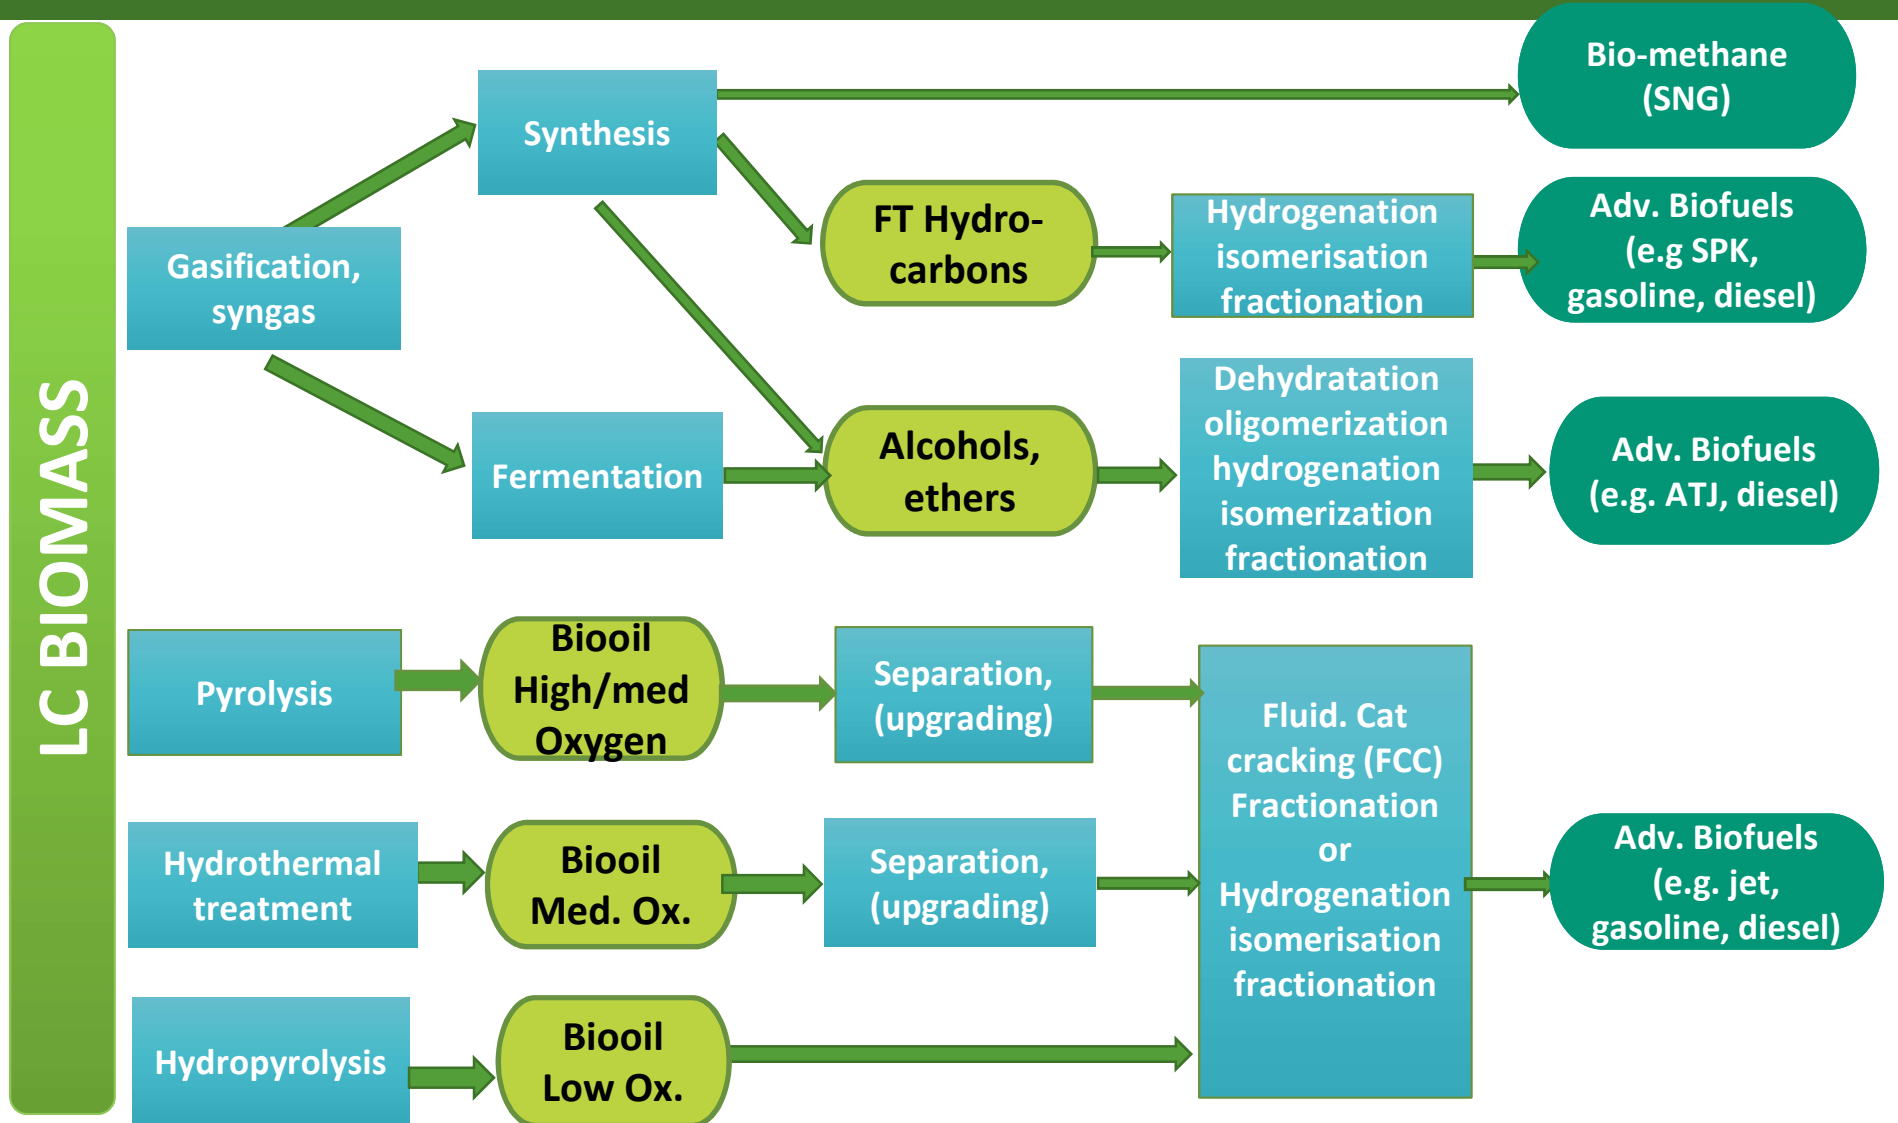 LC BIOMASS
Gasification,
syngas
Synthesis
Fermentation
FT Hydro-
carbons
Alcohols,
ethers
Hydrogenation
isomerisation
fractionation
Dehydratation
oligomerization
hydrogenation
isomerization
fractionation
Bio-methane
(SNG)
Adv. Biofuels
(e.g SPK,
gasoline, diesel)
Adv. Biofuels
(e.g. ATJ, diesel)
Pyrolysis
Biooil
High/med
Oxygen
Separation,
(upgrading)
Hydrothermal
treatment
Biooil
Med. Ox.
Separation,
(upgrading)
Hydropyrolysis
Biooil
Low Ox.
Fluid. Cat
cracking (FCC)
Fractionation
or
Hydrogenation
isomerisation
fractionation
Adv. Biofuels
(e.g. jet,
gasoline, diesel)